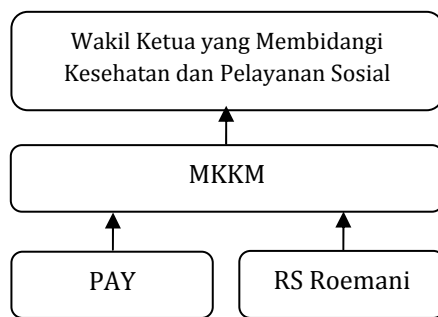 Wakil Ketua yang Membidangi
Kesehatan dan Pelayanan Sosial
MKKM
PAY
RS Roemani